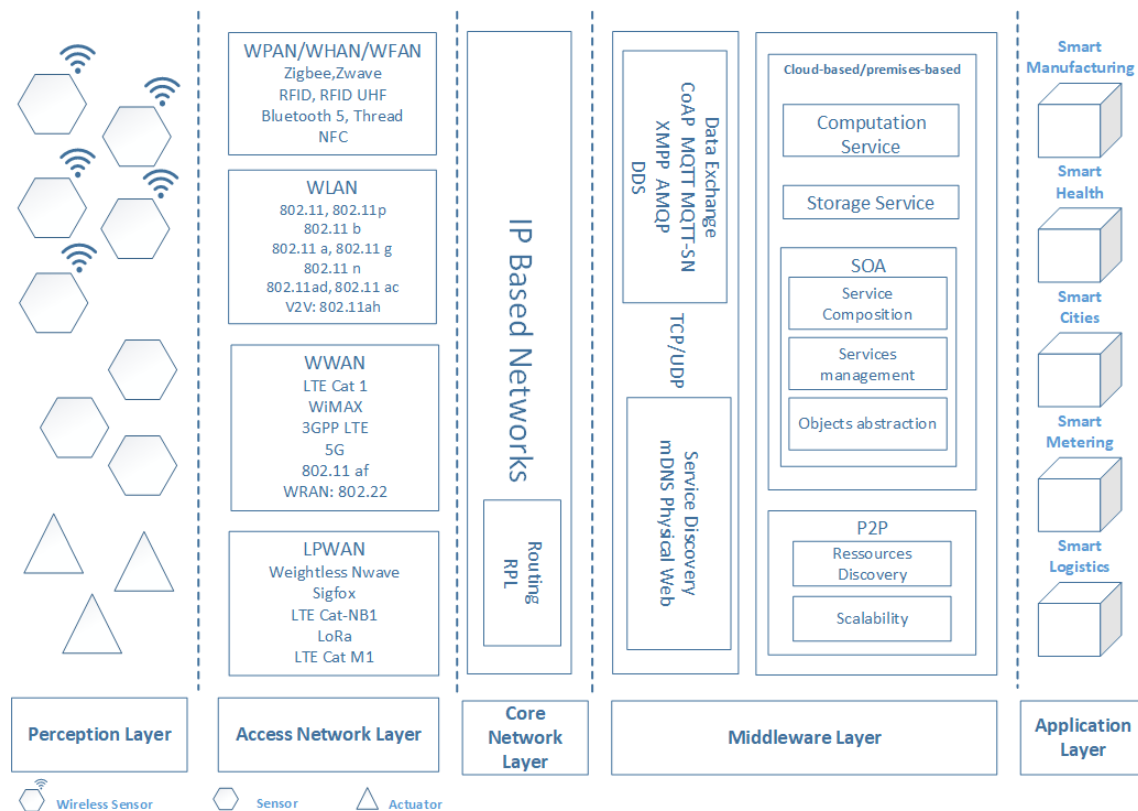 WPAN/WHAN/WFAN
Zigbee,Zwave
RFID, RFID UHF
Bluetooth 5, Thread
NFC
WLAN
802.11, 802.11p
802.11 b
802.11 a, 802.11 g
802.11 n
802.11ad, 802.11 ac
V2V: 802.11ah
WWAN
LTE Cat 1
WiMAX
3GPP LTE
5G
802.11 af
WRAN: 802.22
LPWAN
Weightless Nwave
Sigfox
LTE Cat-NB1
LoRa
LTE Cat M1
IP Based Networks
Routing
RPL
Data Exchange
CoAP MQTT MQTT-SN
XMPP AMQP
DDS
TCP/UDP
Service Discovery
mDNS Physical Web
Cloud-based/premises-based
Computation
Service
Storage Service
SOA
Service
Composition
Services
management
Objects abstraction
P2P
Ressources
Discovery
Scalability
Smart
Manufacturing
Smart
Health
Smart
Cities
Smart
Metering
Smart
Logistics
Perception Layer
Access Network Layer
Core
Network
Layer
Middleware Layer
Application
Layer
Wireless Sensor
Sensor
Actuator